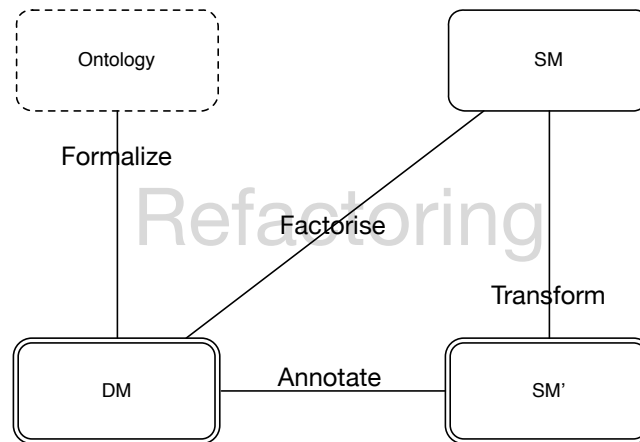 Ontology
SM
Formalize
Refactoring
Factorise
Transform
Annotate
DM
SM’